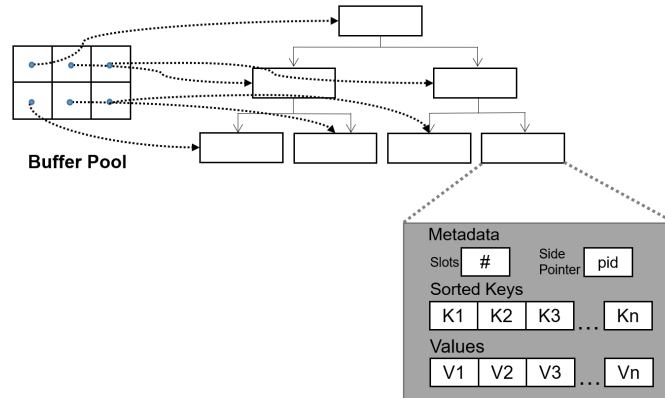 Buffer Pool
Metadata
Slots # Side Pointer pid
Sorted Keys
K1 K2 K3 ... Kn
Values
V1 V2 V3 ... Vn